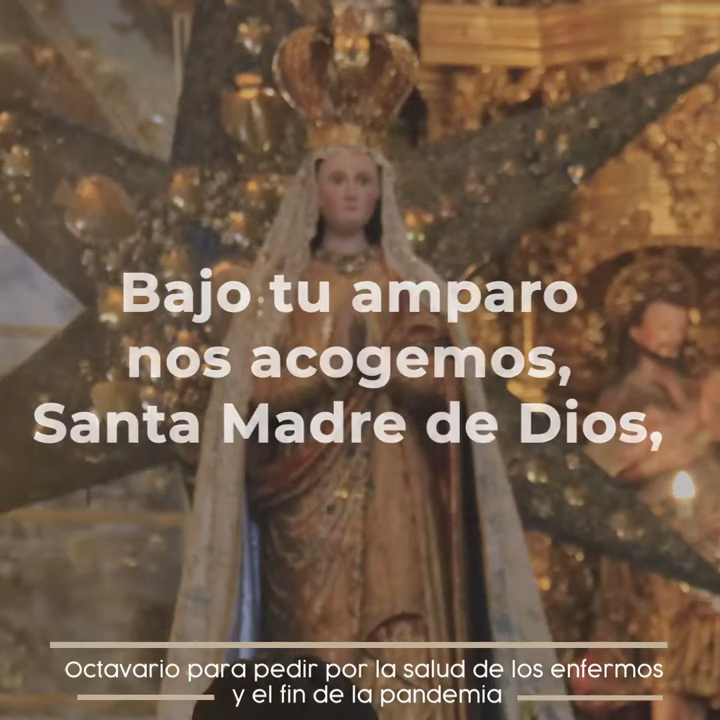 Bajo tu amparo
nos acogemos,
Santa Madre de Dios,
Octavario para pedir por la salud de los enfermos
y el fin de la pandemia